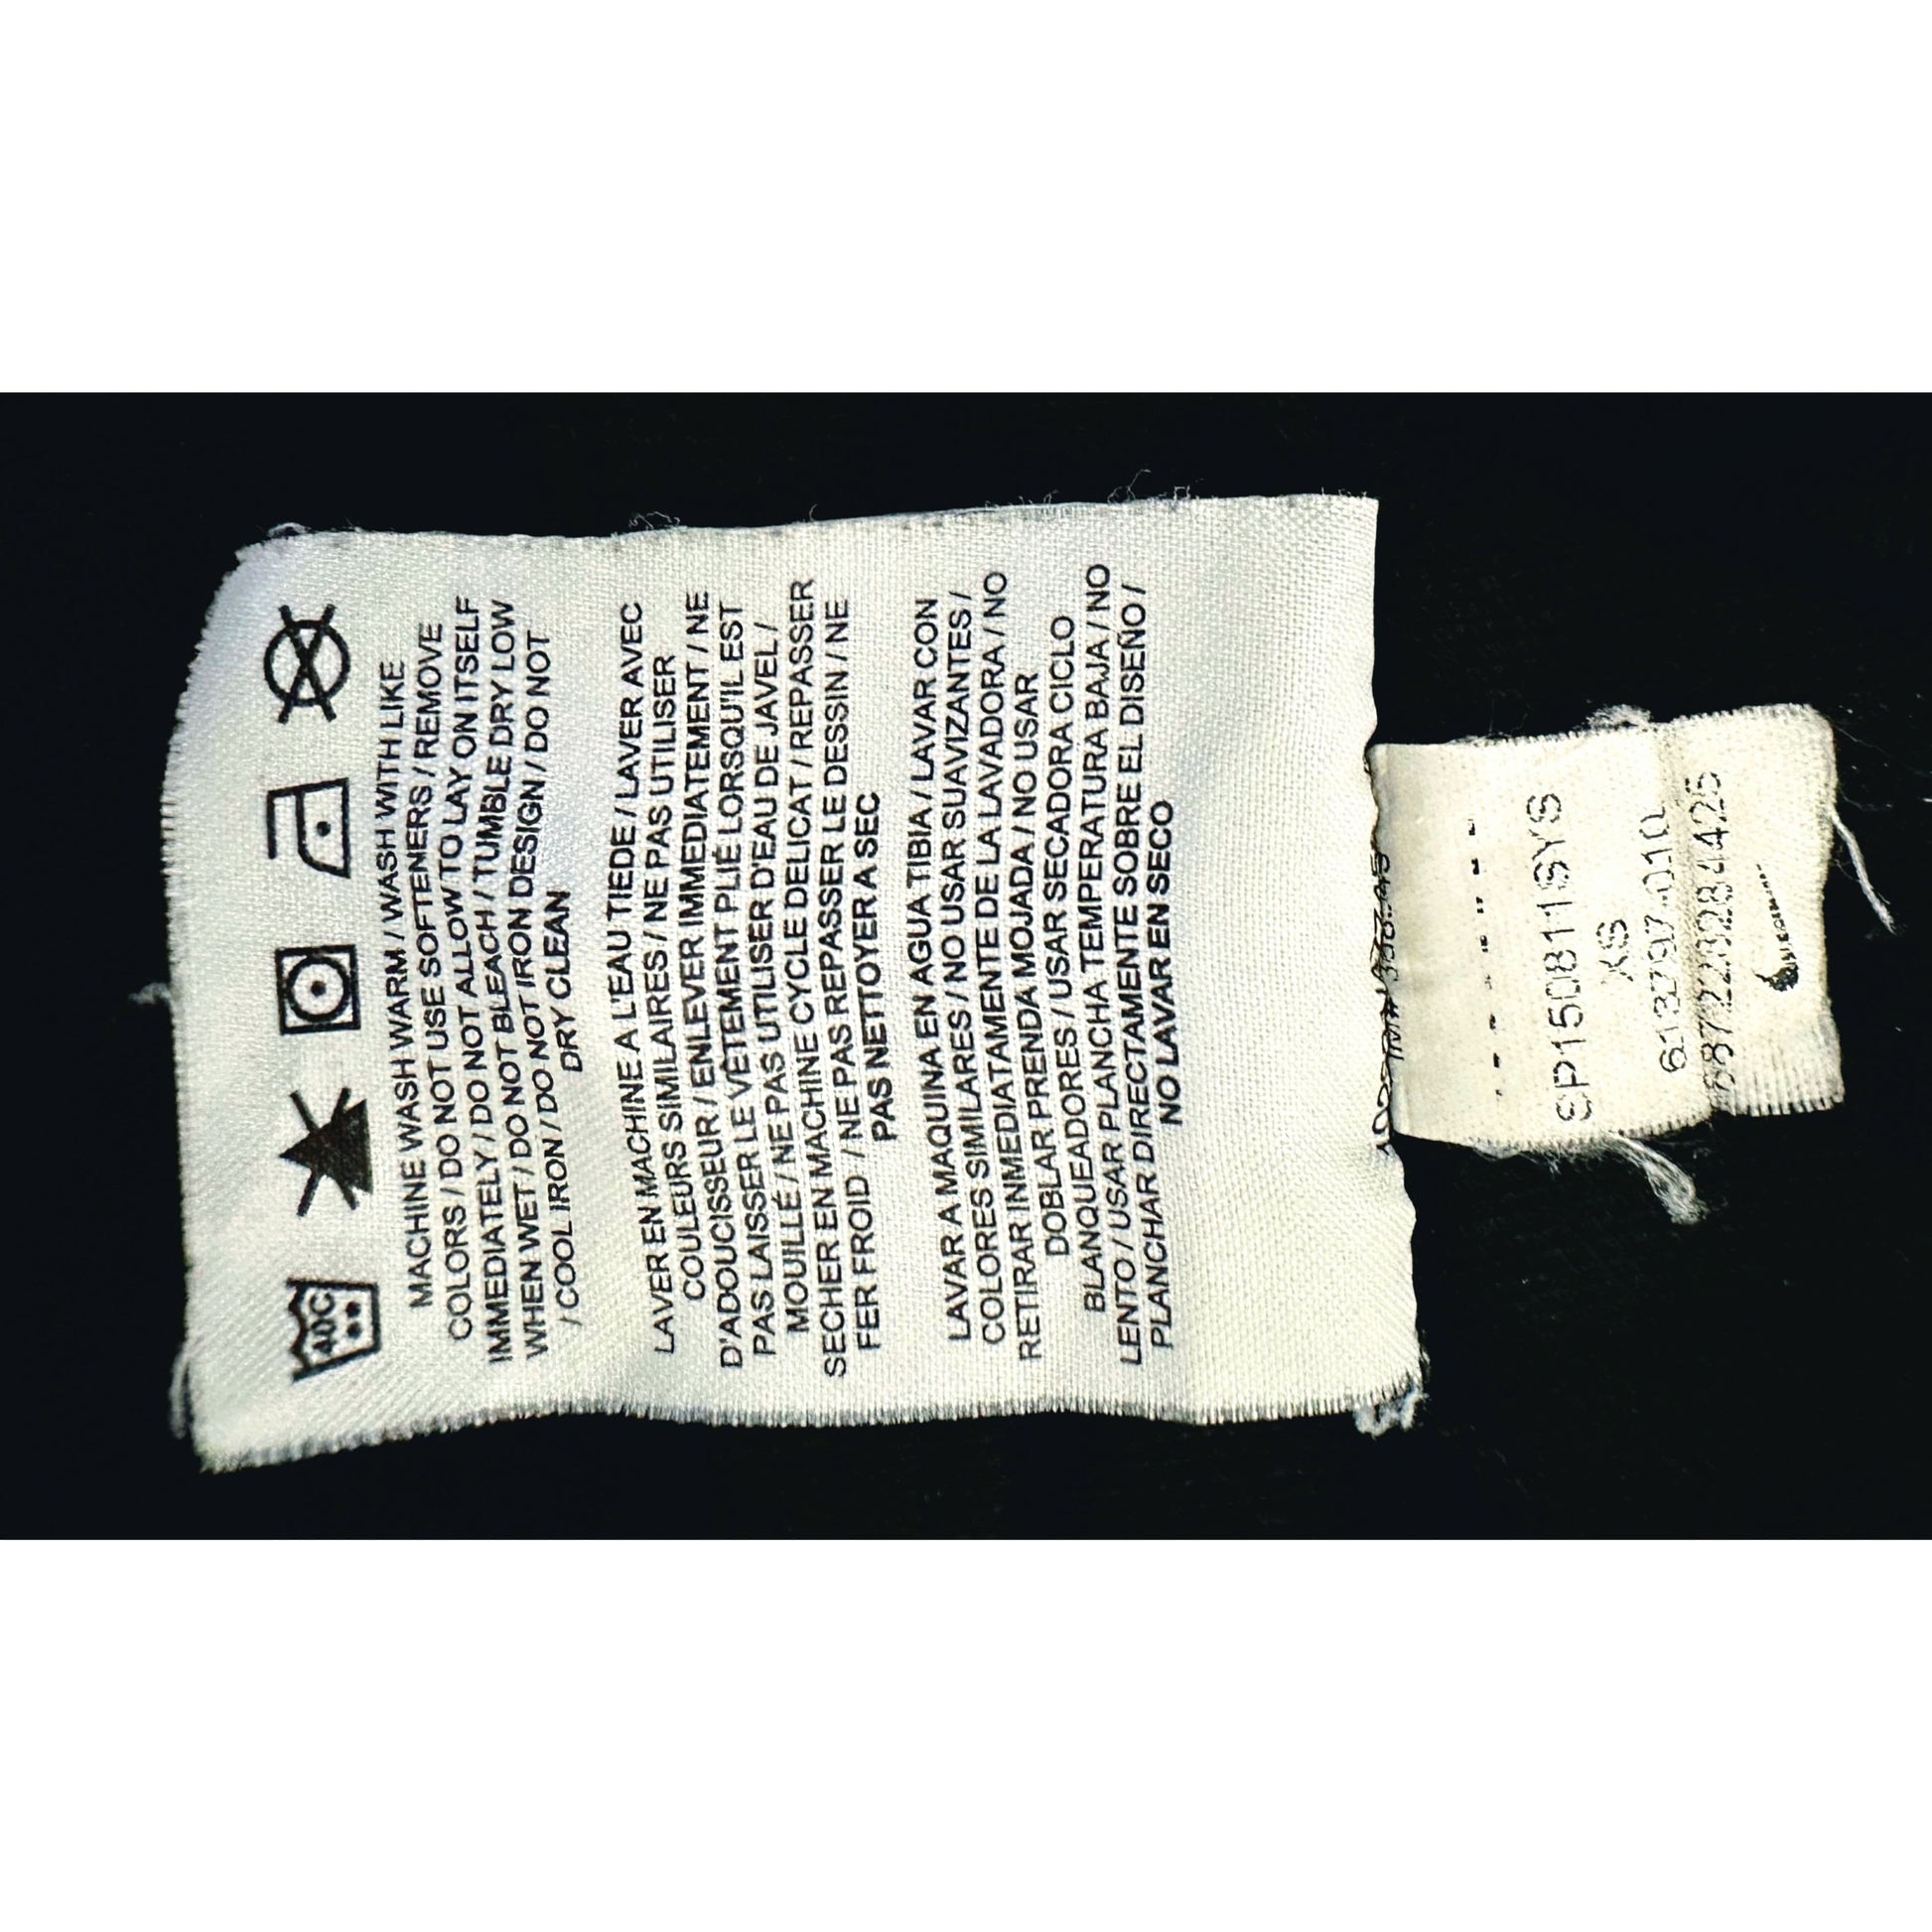 40C
MACHINE WASH WARM / WASH WITH LIKE
COLORS / DO NOT USE SOFTENERS / REMOVE
IMMEDIATELY / DO NOT ALLOW TO LAY ON ITSELF
WHEN WET / DO NOT BLEACH / TUMBLE DRY LOW
/ COOL IRON / DO NOT IRON DESIGN / DO NOT
DRY CLEAN
LAVER EN MACHINE A L'EAU TIEDE / LAVER AVEC
COULEURS SIMILAIRES / NE PAS UTILISER
D'ADOUCISSEUR / ENLEVER IMMEDIATEMENT / NE
PAS LAISSER LE VÊTEMENT PLIÉ LORSQU'IL EST
MOUILLÉ / NE PAS UTILISER D'EAU DE JAVEL /
SECHER EN MACHINE CYCLE DELICAT / REPASSER
FER FROID / NE PAS REPASSER LE DESSIN / NE
PAS NETTOYER A SEC
LAVAR A MAQUINA EN AGUA TIBIA / LAVAR CON
COLORES SIMILARES / NO USAR SUAVIZANTES /
RETIRAR INMEDIATAMENTE DE LA LAVADORA / NO
DOBLAR PRENDA MOJADA / NO USAR
BLANQUEADORES / USAR SECADORA CICLO
LENTO / USAR PLANCHA TEMPERATURA BAJA / NO
PLANCHAR DIRECTAMENTE SOBRE EL DISEÑO /
NO LAVAR EN SECO
SP150811SYS
XS
613297-010